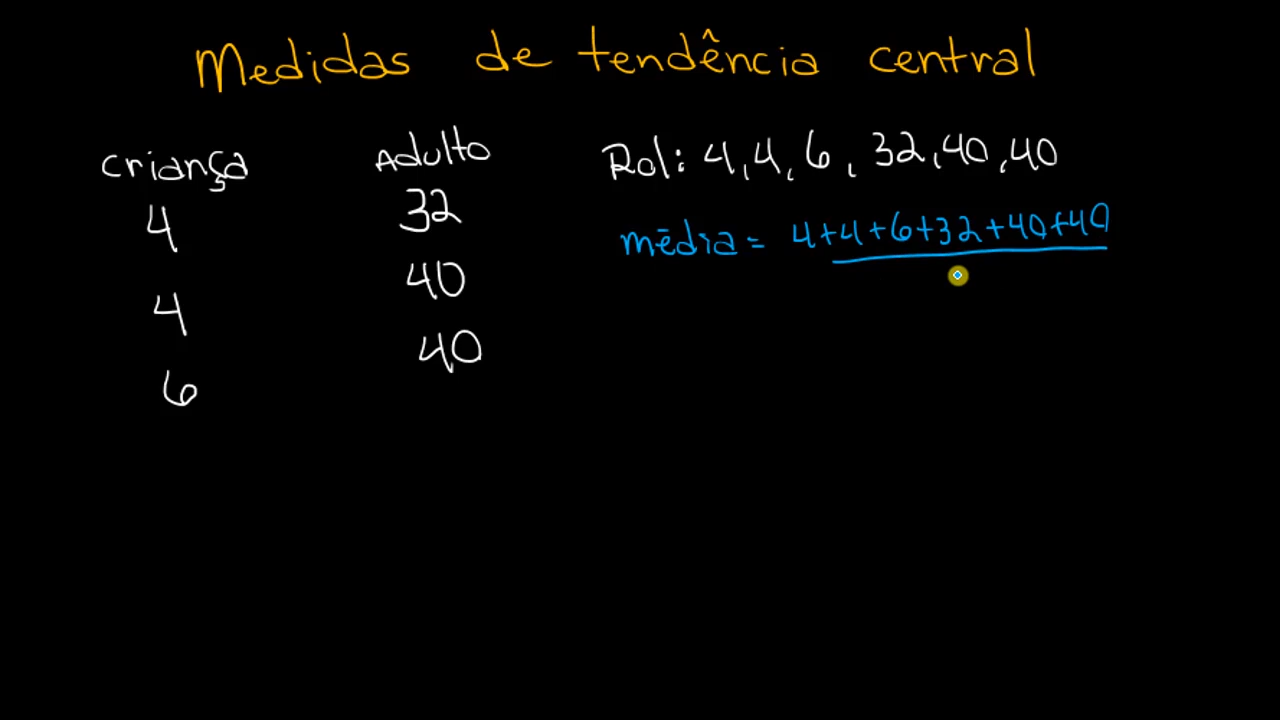 Medidas de tendência central
criança
4
4
6
Adulto
32
40
40
Rol: 4, 4, 6, 32, 40, 40
média = 4+4+6+32+40+40